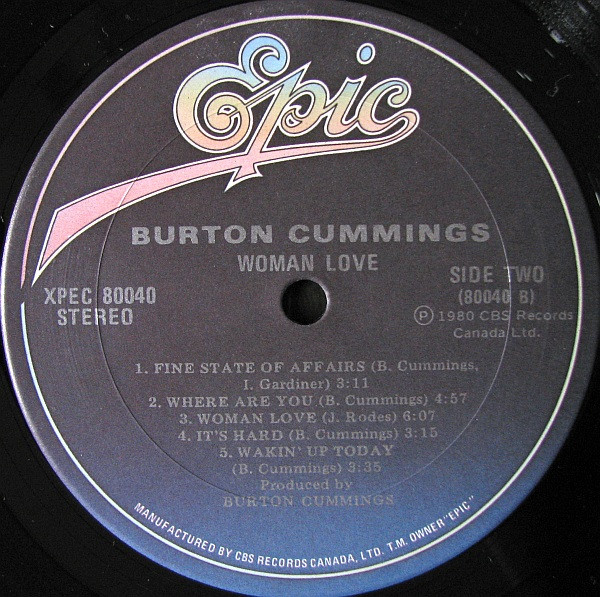 Epic
BURTON CUMMINGS
WOMAN LOVE
XPEC 80040
STEREO
SIDE TWO
(80040 B)
Ⓟ 1980 CBS Records
Canada Ltd.
1. FINE STATE OF AFFAIRS (B. Cummings,
I. Gardiner) 3:11
2. WHERE ARE YOU (B. Cummings) 4:57
3. WOMAN LOVE (J. Rodes) 6:07
4. IT'S HARD (B. Cummings) 3:15
5. WAKIN' UP TODAY
(B. Cummings) 3:35
Produced by
BURTON CUMMINGS
MANUFACTURED BY CBS RECORDS CANADA, LTD. T.M. OWNER "EPIC."